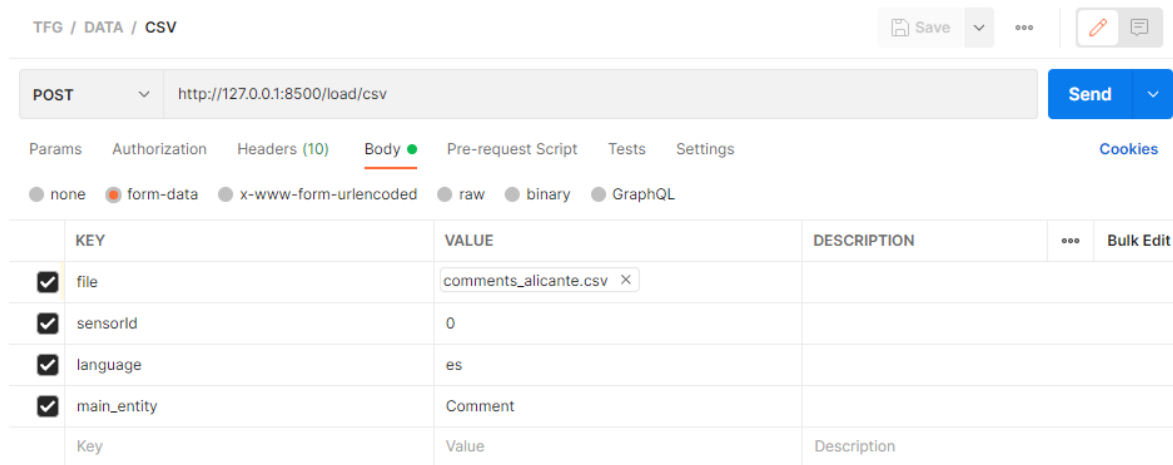 TFG / DATA / CSV Save
POST http://127.0.0.1:8500/load/csv Send
Params Authorization Headers (10) Body Pre-request Script Tests Settings Cookies
none form-data x-www-form-urlencoded raw binary GraphQL
KEY VALUE DESCRIPTION Bulk Edit
file comments_alicante.csv
sensorId 0
language es
main_entity Comment
Key Value Description